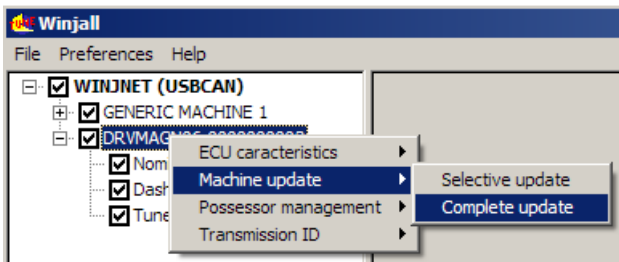 Winjall
File Preferences Help
WINJNET (USBCAN)
GENERIC MACHINE 1
ECU caracteristics
Machine update
Possessor management
Transmission ID
Selective update
Complete update